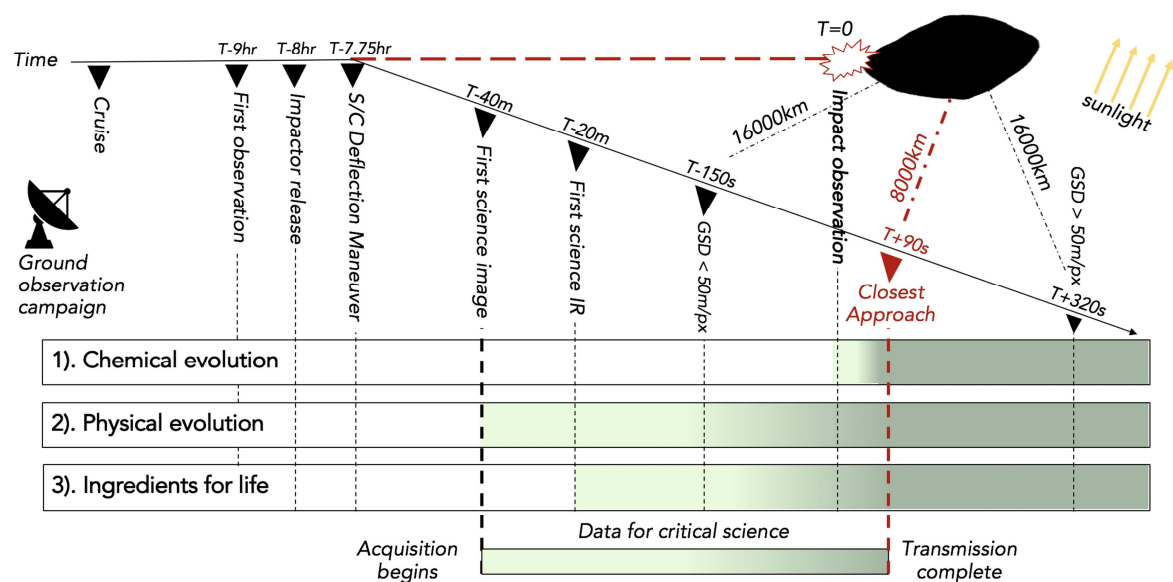 T=0
T-9hr
T-8hr
T-7.75hr
Time
T-40m
T-20m
T-150s
T+90s
T+320s
16000km
8000km
16000km
sunlight
Cruise
First observation
Impactor release
S/C Deflection Maneuver
First science image
First science IR
GSD < 50m/px
Impact observation
GSD > 50m/px
Closest
Approach
Ground
observation
campaign
1). Chemical evolution
2). Physical evolution
3). Ingredients for life
Data for critical science
Acquisition
begins
Transmission
complete